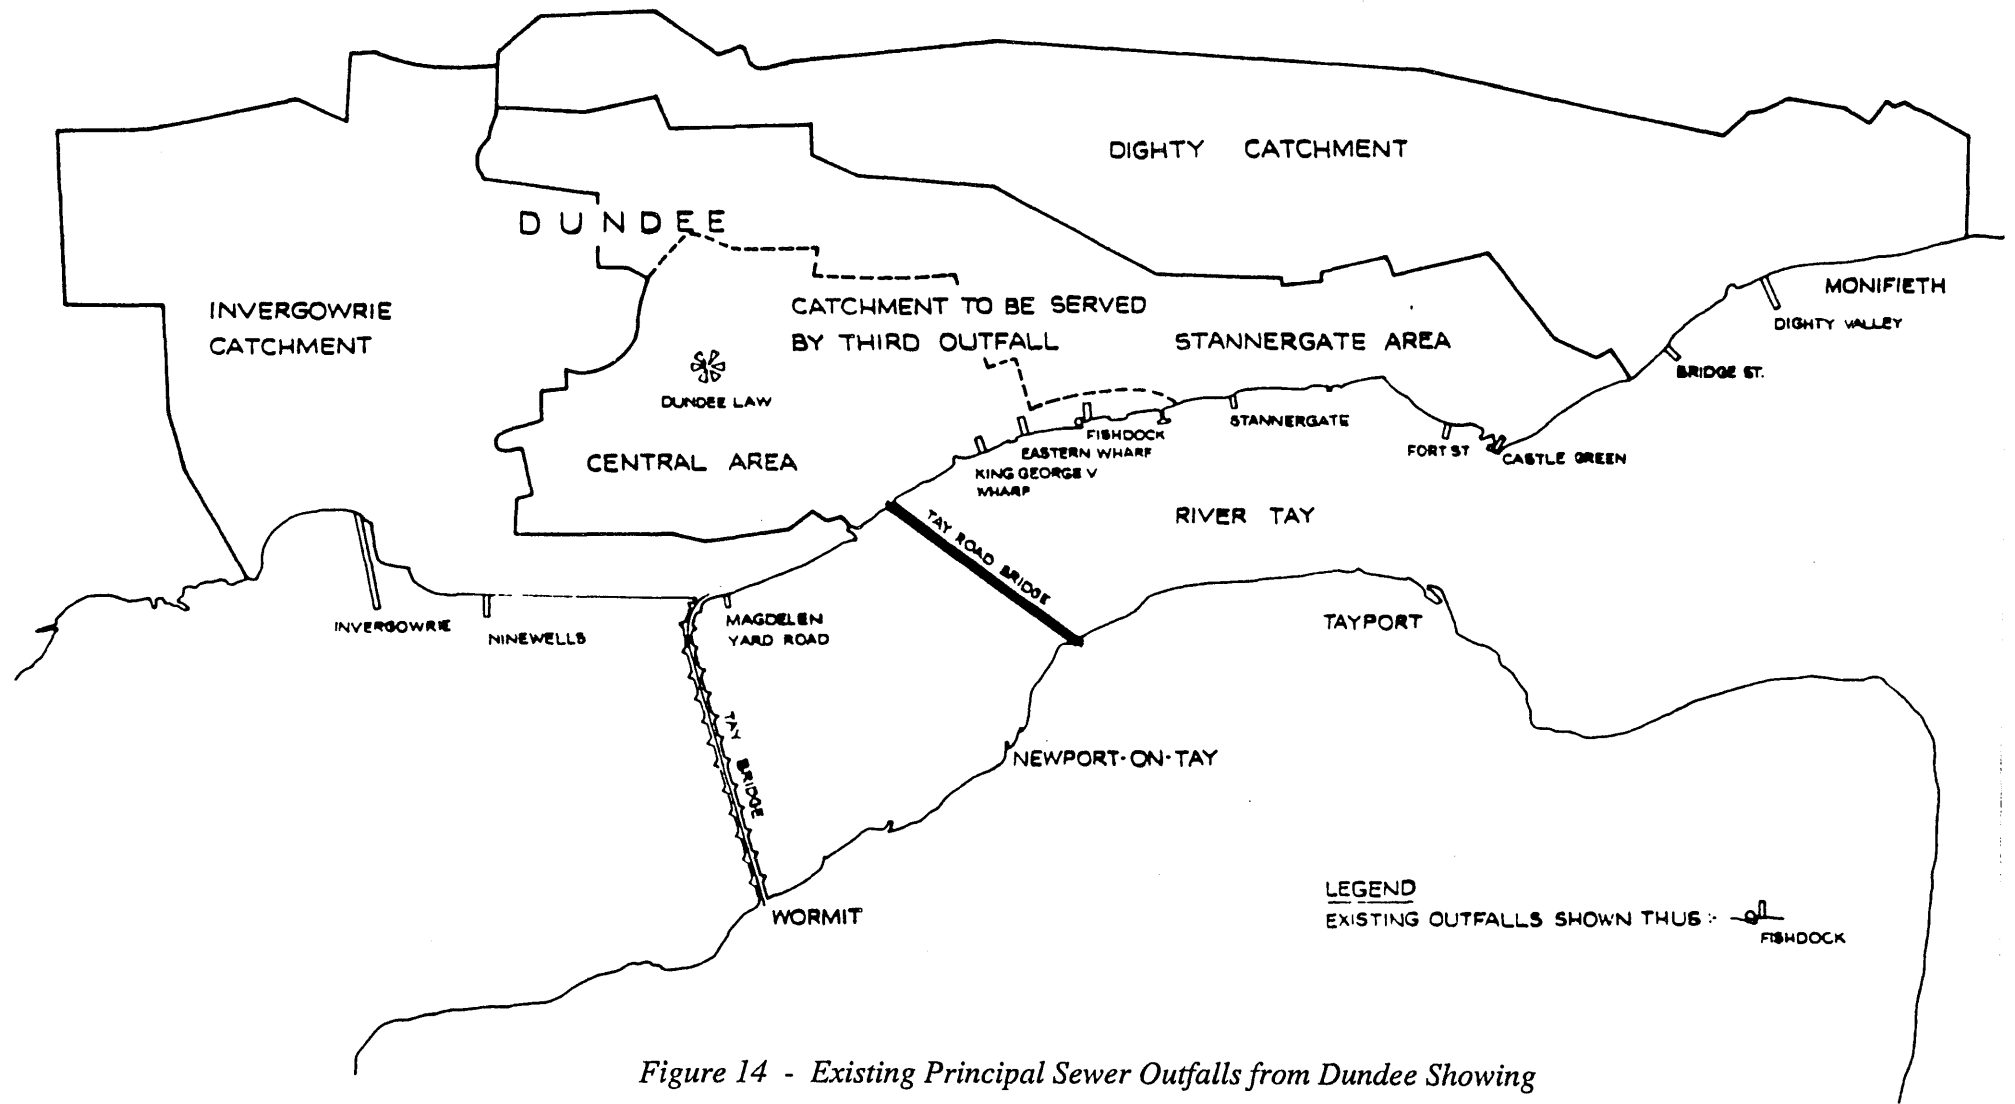 DIGHTY CATCHMENT
DUNDEE
INVERGOWRIE
CATCHMENT
CATCHMENT TO BE SERVED
BY THIRD OUTFALL
STANNERGATE AREA
MONIFIETH
DIGHTY VALLEY
BRIDGE ST.
DUNDEE LAW
CENTRAL AREA
STANNERGATE
FISHDOCK
EASTERN WHARF
KING GEORGE V
WHARF
FORT ST
CASTLE GREEN
RIVER TAY
TAY ROAD BRIDGE
INVERGOWRIE
NINEWELLS
MAGDELEN
YARD ROAD
TAYPORT
TAY BRIDGE
NEWPORT-ON-TAY
WORMIT
LEGEND
EXISTING OUTFALLS SHOWN THUS :-
FISHDOCK
Figure 14 - Existing Principal Sewer Outfalls from Dundee Showing